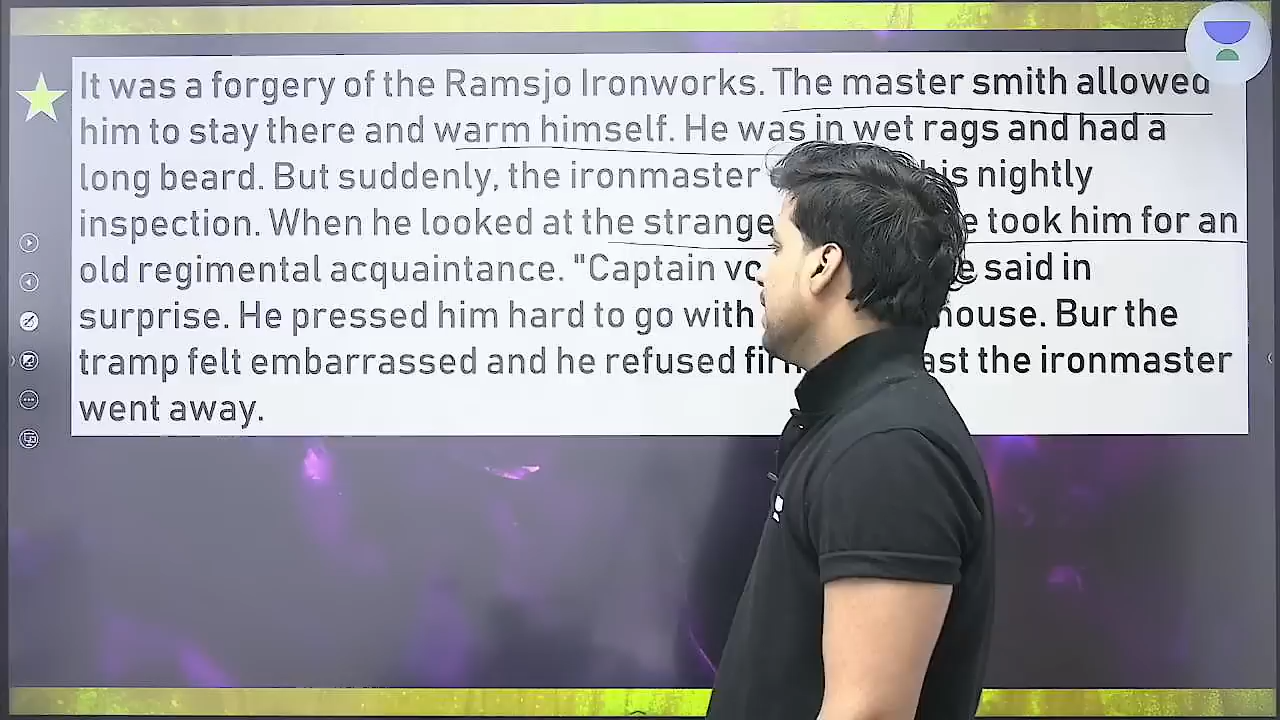 It was a forgery of the Ramsjo Ironworks. The master smith allowed
him to stay there and warm himself. He was in wet rags and had a
long beard. But suddenly, the ironmaster his nightly
inspection. When he looked at the took him for an
old regimental acquaintance. "Captain said in
surprise. He pressed him hard to go with house. Bur the
tramp felt embarrassed and he refused the ironmaster
went away.